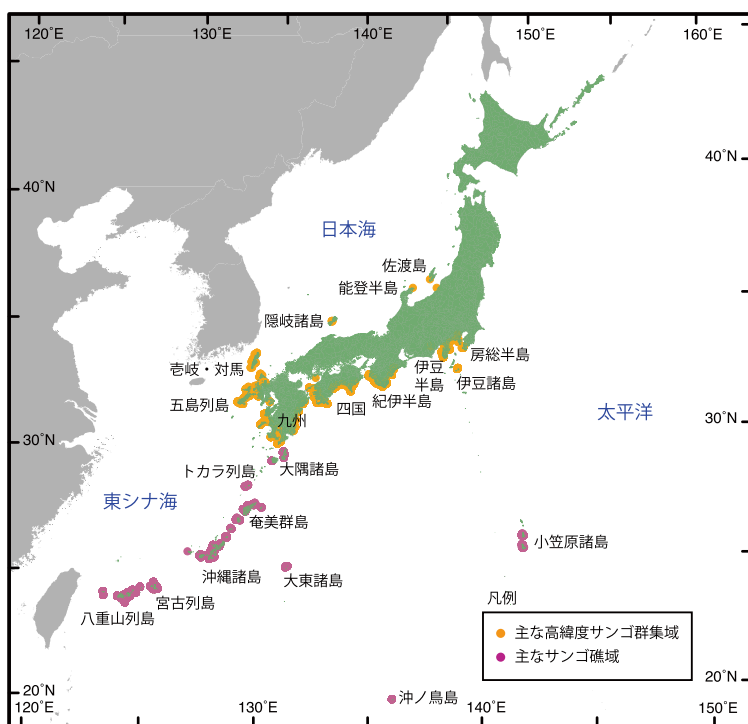 120°E 130°E 140°E 150°E 160°E
40°N 40°N
日本海
佐渡島
能登半島
隠岐諸島
房総半島
伊豆
半島
伊豆諸島
壱岐・対馬
五島列島
四国
紀伊半島
九州
太平洋
30°N 30°N
トカラ列島
大隅諸島
東シナ海
奄美群島
小笠原諸島
沖縄諸島
大東諸島
宮古列島
八重山列島
凡例
主な高緯度サンゴ群集域
主なサンゴ礁域
20°N 20°N
沖ノ鳥島
120°E 130°E 140°E 150°E